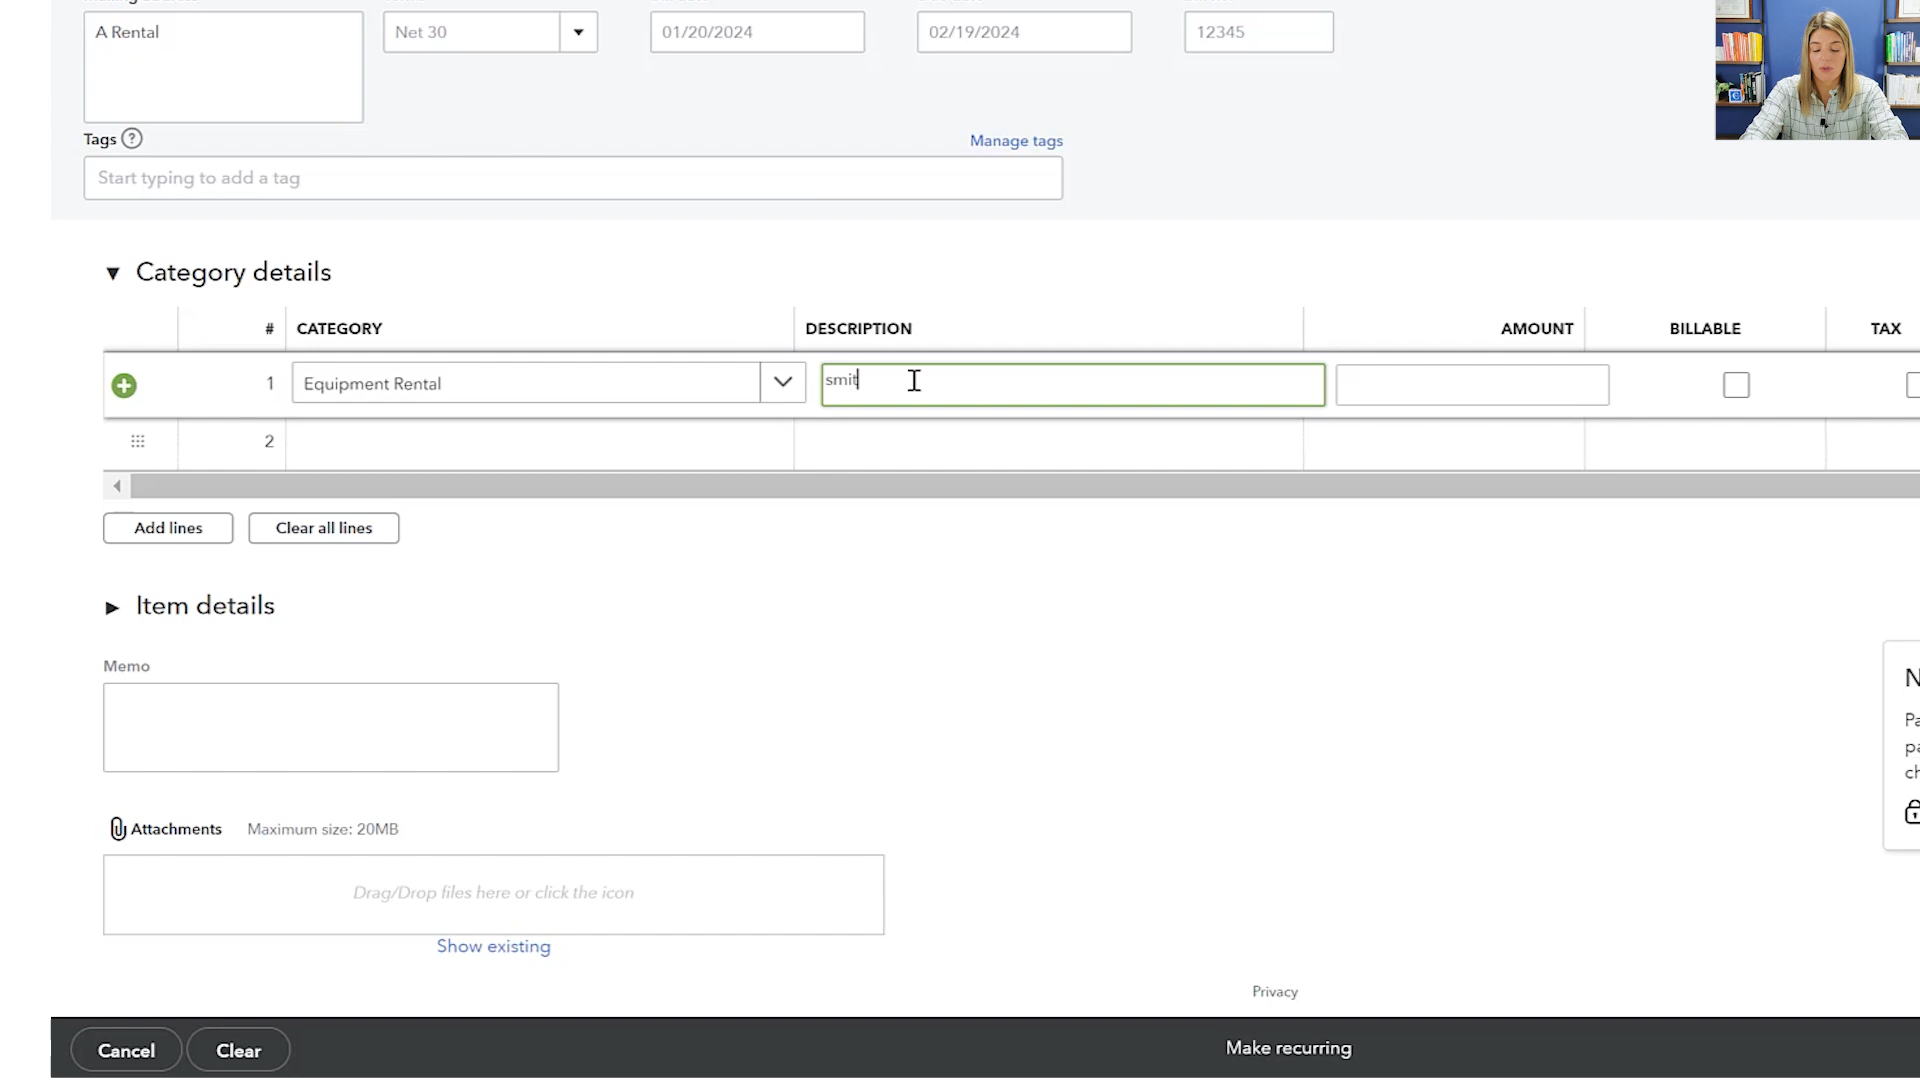 A Rental
Net 30
01/20/2024
02/19/2024
12345
Tags ?
Manage tags
Start typing to add a tag
▼ Category details
# CATEGORY DESCRIPTION AMOUNT BILLABLE TAX
1 Equipment Rental smit
2
Add lines
Clear all lines
► Item details
Memo
Attachments Maximum size: 20MB
Drag/Drop files here or click the icon
Show existing
Privacy
Cancel
Clear
Make recurring